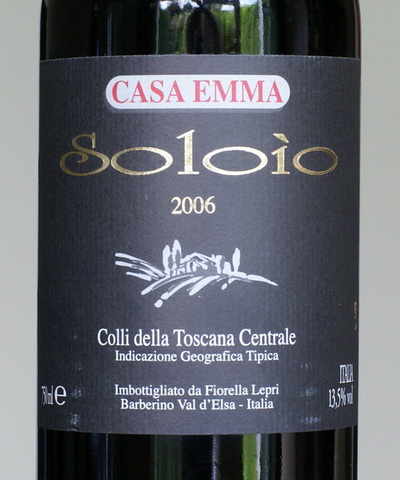 CASA EMMA
Soloìo
2006
Colli della Toscana Centrale
Indicazione Geografica Tipica
750 ml e
Imbottigliato da Fiorella Lepri
Barberino Val d'Elsa - Italia
ITALIA
13,5% vol